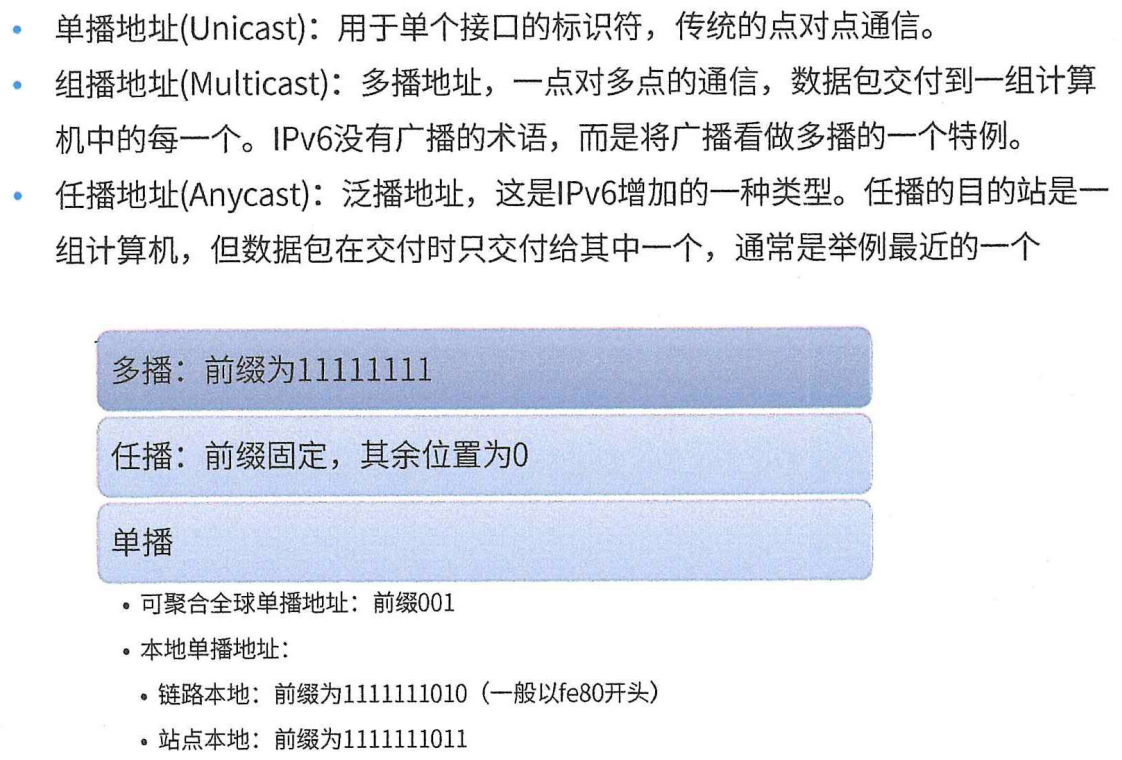 • 单播地址(Unicast)：用于单个接口的标识符，传统的点对点通信。
• 组播地址(Multicast)：多播地址，一点对多点的通信，数据包交付到一组计算
机中的每一个。IPv6没有广播的术语，而是将广播看做多播的一个特例。
• 任播地址(Anycast)：泛播地址，这是IPv6增加的一种类型。任播的目的站是一
组计算机，但数据包在交付时只交付给其中一个，通常是举例最近的一个
多播：前缀为11111111
任播：前缀固定，其余位置为0
单播
• 可聚合全球单播地址：前缀001
• 本地单播地址：
• 链路本地：前缀为1111111010（一般以fe80开头）
• 站点本地：前缀为1111111011